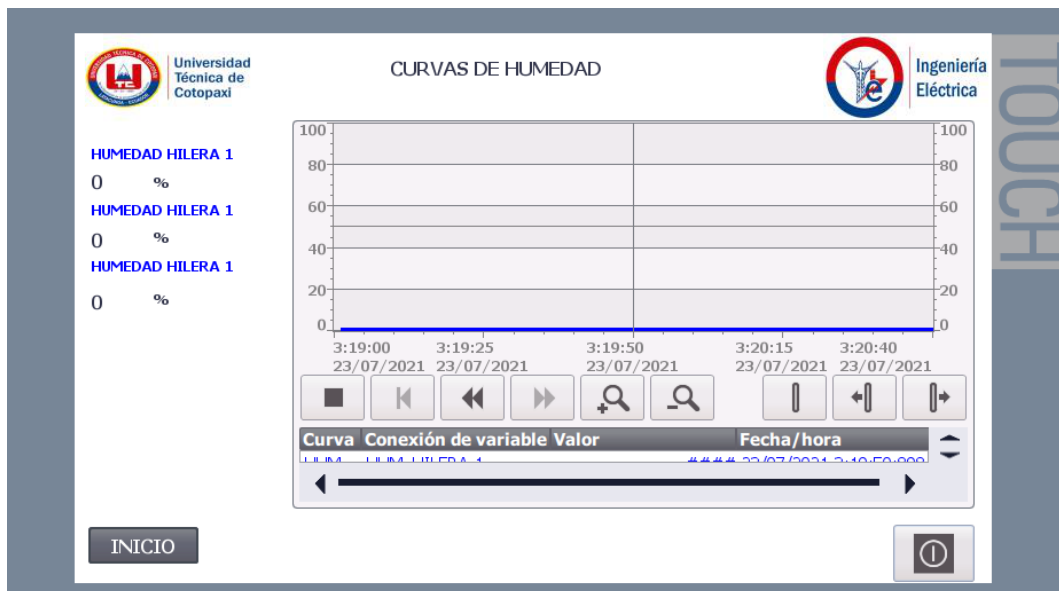 Universidad
Técnica de
Cotopaxi
CURVAS DE HUMEDAD
Ingeniería
Eléctrica
TOUCH
HUMEDAD HILERA 1
0 %
HUMEDAD HILERA 1
0 %
HUMEDAD HILERA 1
0 %
100 100
80 80
60 60
40 40
20 20
0 0
3:19:00 3:19:25 3:19:50 3:20:15 3:20:40
23/07/2021 23/07/2021 23/07/2021 23/07/2021 23/07/2021
Curva Conexión de variable Valor Fecha/hora
INICIO